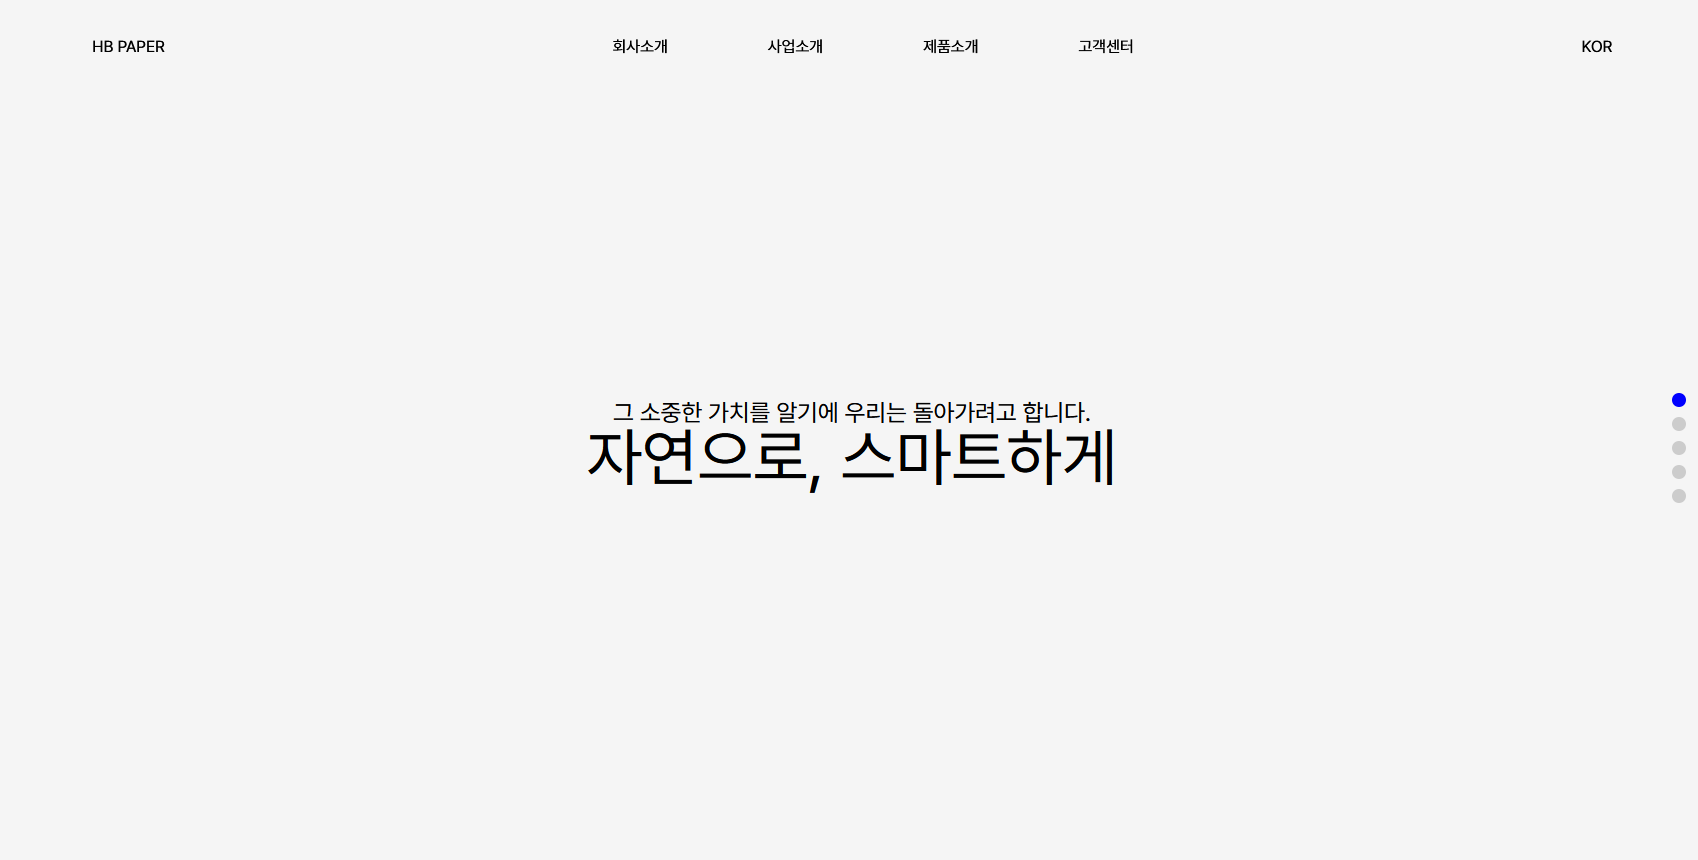 HB PAPER
회사소개
사업소개
제품소개
고객센터
KOR
그 소중한 가치를 알기에 우리는 돌아가려고 합니다.
자연으로, 스마트하게